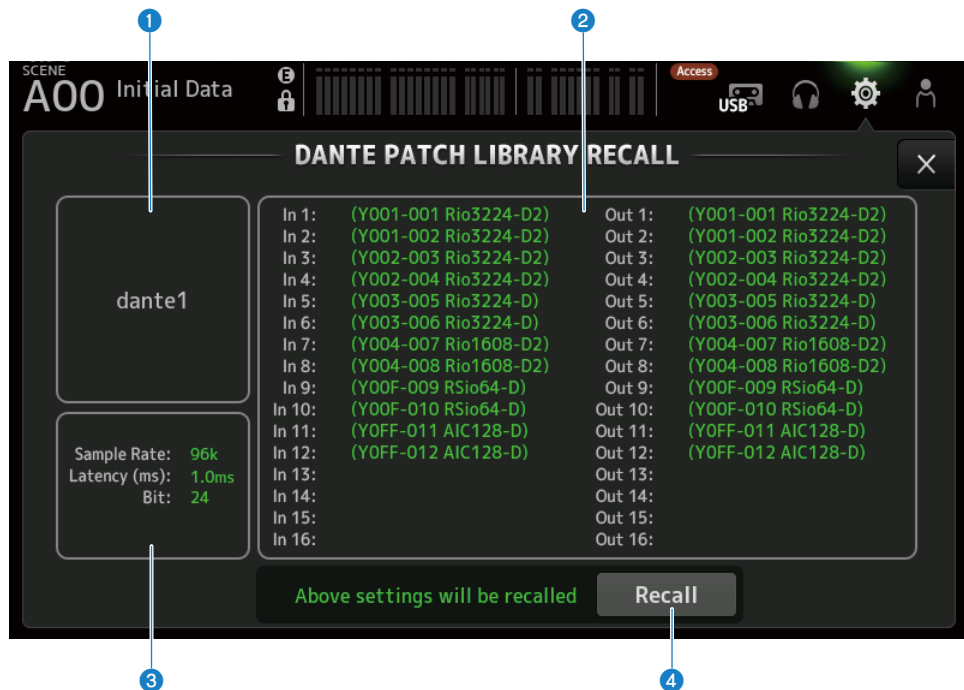 1
2
SCENE
A00 Initial Data
E
Access
USB
DANTE PATCH LIBRARY RECALL
dante1
In 1: (Y001-001 Rio3224-D2) Out 1: (Y001-001 Rio3224-D2)
In 2: (Y001-002 Rio3224-D2) Out 2: (Y001-002 Rio3224-D2)
In 3: (Y002-003 Rio3224-D2) Out 3: (Y002-003 Rio3224-D2)
In 4: (Y002-004 Rio3224-D2) Out 4: (Y002-004 Rio3224-D2)
In 5: (Y003-005 Rio3224-D) Out 5: (Y003-005 Rio3224-D)
In 6: (Y003-006 Rio3224-D) Out 6: (Y003-006 Rio3224-D)
In 7: (Y004-007 Rio1608-D2) Out 7: (Y004-007 Rio1608-D2)
In 8: (Y004-008 Rio1608-D2) Out 8: (Y004-008 Rio1608-D2)
In 9: (Y00F-009 RSio64-D) Out 9: (Y00F-009 RSio64-D)
In 10: (Y00F-010 RSio64-D) Out 10: (Y00F-010 RSio64-D)
In 11: (Y0FF-011 AIC128-D) Out 11: (Y0FF-011 AIC128-D)
In 12: (Y0FF-012 AIC128-D) Out 12: (Y0FF-012 AIC128-D)
In 13: Out 13:
In 14: Out 14:
In 15: Out 15:
In 16: Out 16:
Sample Rate: 96k
Latency (ms): 1.0ms
Bit: 24
Above settings will be recalled Recall
3
4